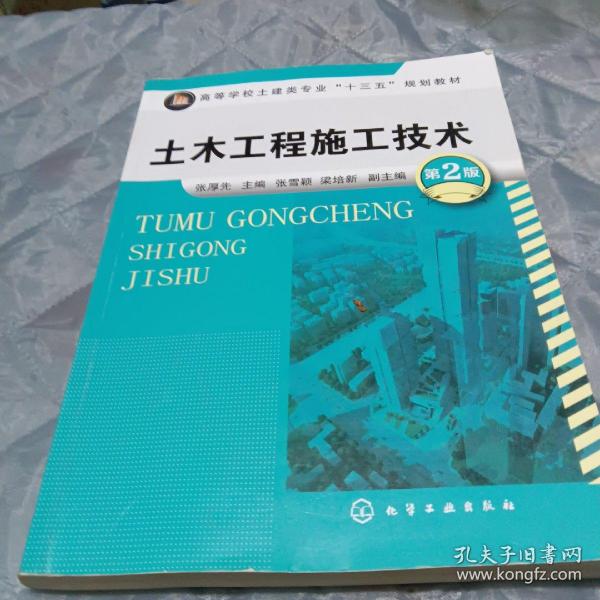 高等学校土建类专业“十三五”规划教材
土木工程施工技术
张厚先 主编 张雪颖 梁培新 副主编
第2版
TUMU GONGCHENG
SHIGONG
JISHU
化学工业出版社
孔夫子旧书网
www.kongfz.com